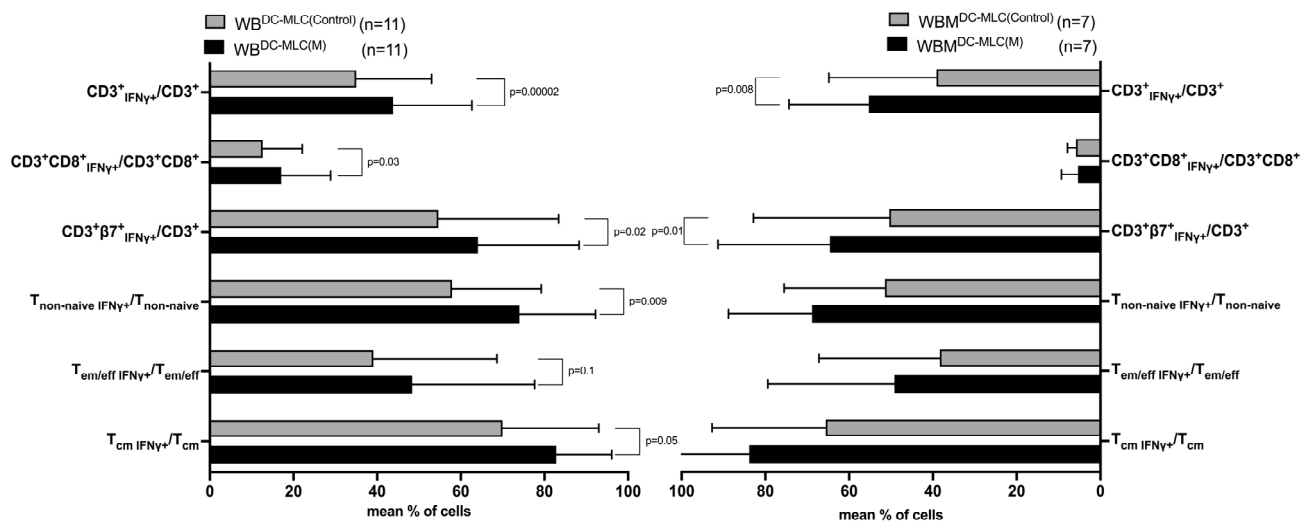 WB^DC-MLC(Control) (n=11)
WB^DC-MLC(M) (n=11)
CD3⁺IFNγ+/CD3⁺
p=0.00002
CD3⁺CD8⁺IFNγ+/CD3⁺CD8⁺
p=0.03
CD3⁺β7⁺IFNγ+/CD3⁺
p=0.02
Tnon-naive IFNγ+/Tnon-naive
p=0.009
Tem/eff IFNγ+/Tem/eff
p=0.1
Tcm IFNγ+/Tcm
p=0.05
0 20 40 60 80 100
mean % of cells
WBM^DC-MLC(Control) (n=7)
WBM^DC-MLC(M) (n=7)
p=0.008
CD3⁺IFNγ+/CD3⁺
CD3⁺CD8⁺IFNγ+/CD3⁺CD8⁺
p=0.01
CD3⁺β7⁺IFNγ+/CD3⁺
Tnon-naive IFNγ+/Tnon-naive
Tem/eff IFNγ+/Tem/eff
Tcm IFNγ+/Tcm
100 80 60 40 20 0
mean % of cells